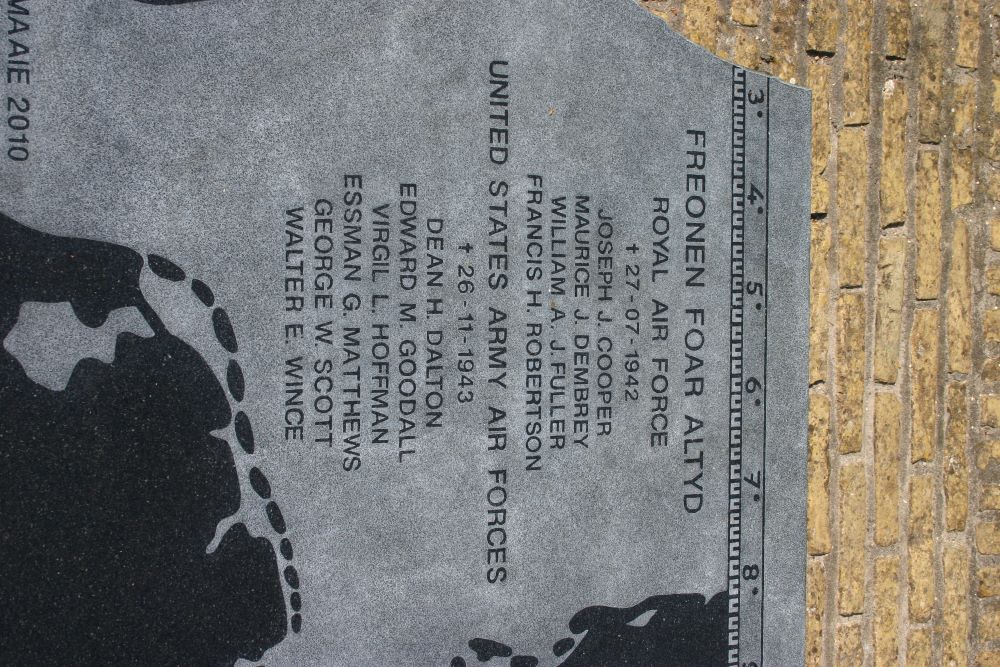 3° 4° 5° 6° 7° 8°
FREONEN FOAR ALTYD
ROYAL AIR FORCE
† 27-07-1942
JOSEPH J. COOPER
MAURICE J. DEMBREY
WILLIAM A. J. FULLER
FRANCIS H. ROBERTSON
UNITED STATES ARMY AIR FORCES
† 26-11-1943
DEAN H. DALTON
EDWARD M. GOODALL
VIRGIL L. HOFFMAN
ESSMAN G. MATTHEWS
GEORGE W. SCOTT
WALTER E. WINCE
MAAIE 2010